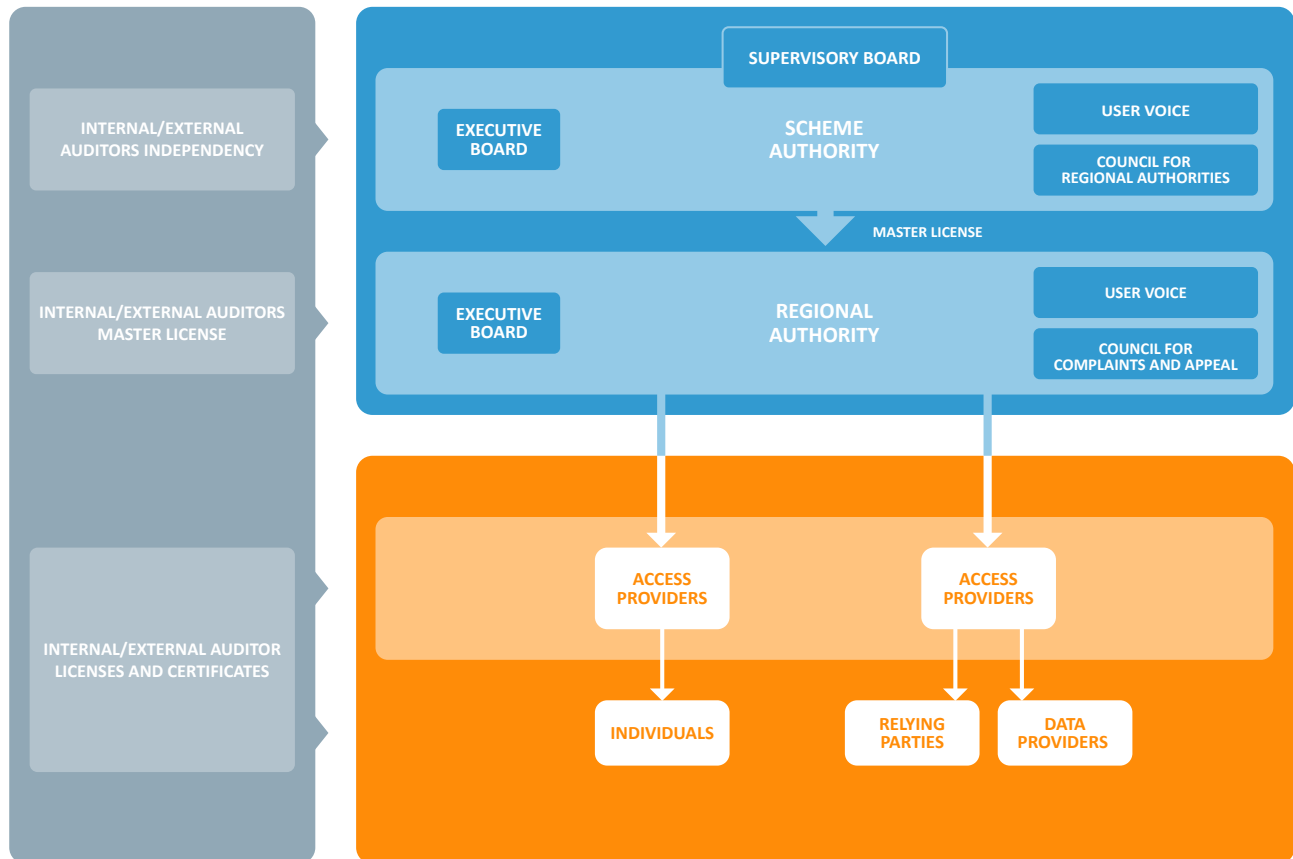 INTERNAL/EXTERNAL
AUDITORS INDEPENDENCY
INTERNAL/EXTERNAL AUDITORS
MASTER LICENSE
INTERNAL/EXTERNAL AUDITOR
LICENSES AND CERTIFICATES
SUPERVISORY BOARD
EXECUTIVE
BOARD
SCHEME
AUTHORITY
USER VOICE
COUNCIL FOR
REGIONAL AUTHORITIES
MASTER LICENSE
EXECUTIVE
BOARD
REGIONAL
AUTHORITY
USER VOICE
COUNCIL FOR
COMPLAINTS AND APPEAL
ACCESS
PROVIDERS
ACCESS
PROVIDERS
INDIVIDUALS
RELYING
PARTIES
DATA
PROVIDERS